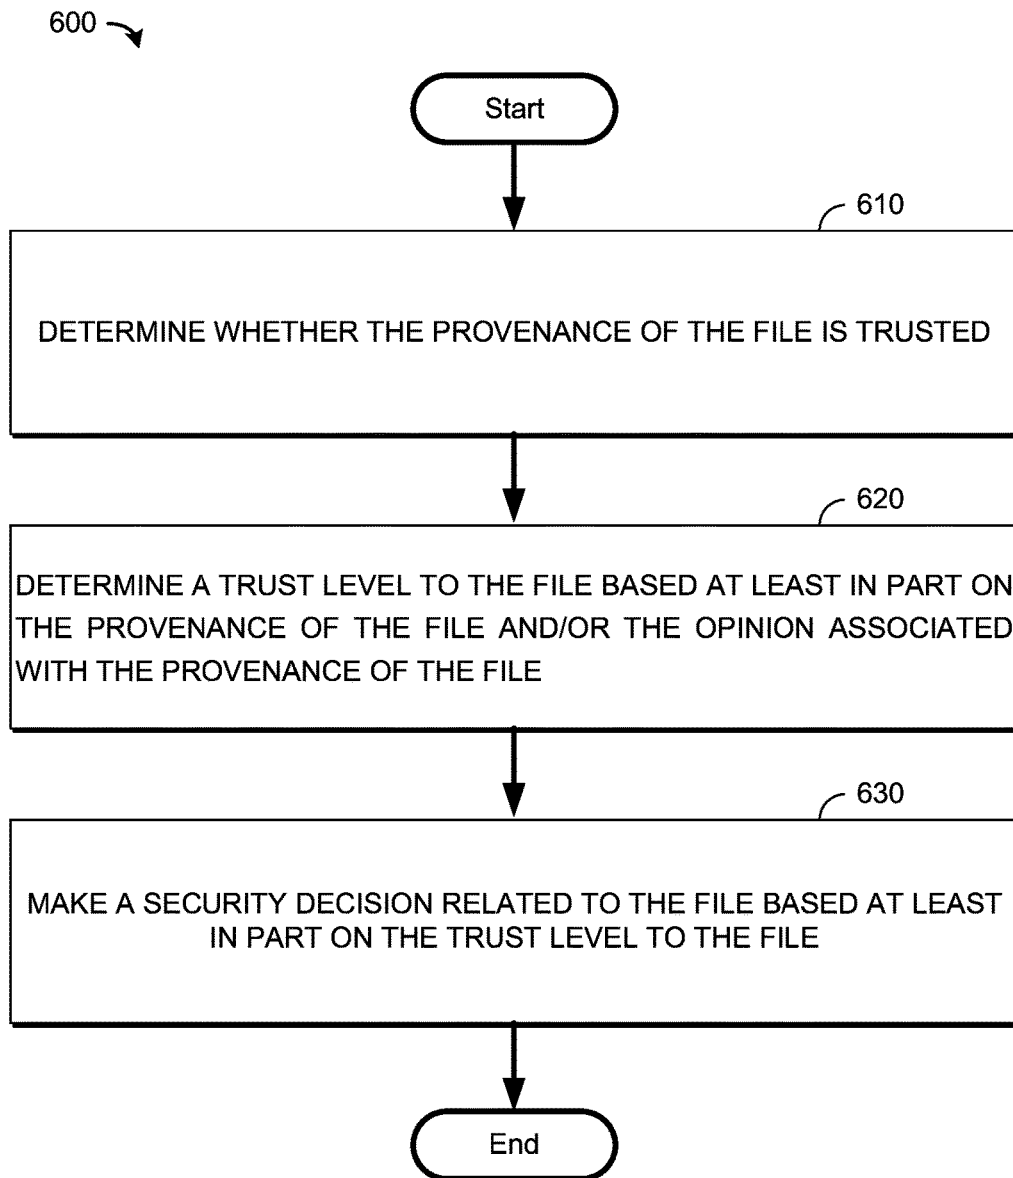 600
Start
610
DETERMINE WHETHER THE PROVENANCE OF THE FILE IS TRUSTED
620
DETERMINE A TRUST LEVEL TO THE FILE BASED AT LEAST IN PART ON
THE PROVENANCE OF THE FILE AND/OR THE OPINION ASSOCIATED
WITH THE PROVENANCE OF THE FILE
630
MAKE A SECURITY DECISION RELATED TO THE FILE BASED AT LEAST
IN PART ON THE TRUST LEVEL TO THE FILE
End